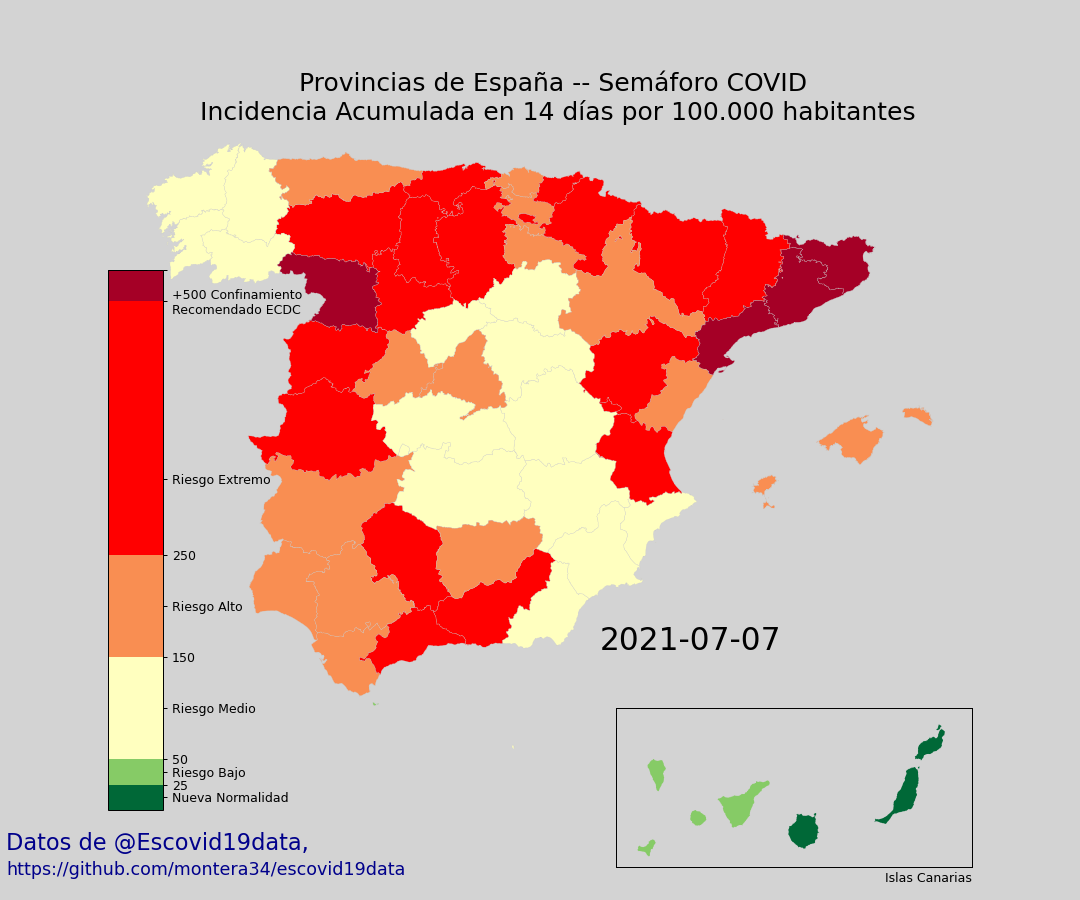 Provincias de España -- Semáforo COVID
Incidencia Acumulada en 14 días por 100.000 habitantes
+500 Confinamiento
Recomendado ECDC
Riesgo Extremo
250
Riesgo Alto
150
Riesgo Medio
50
Riesgo Bajo
25
Nueva Normalidad
2021-07-07
Islas Canarias
Datos de @Escovid19data,
https://github.com/montera34/escovid19data